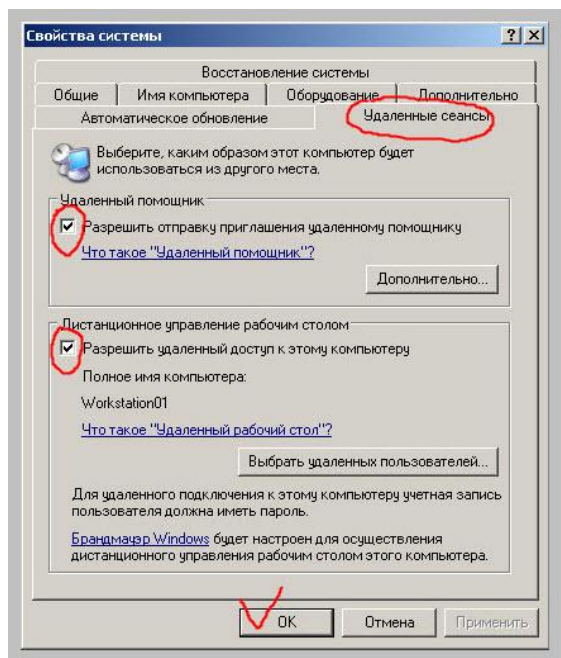 Свойства системы
Восстановление системы
Общие Имя компьютера Оборудование Дополнительно
Автоматическое обновление Удаленные сеансы
Выберите, каким образом этот компьютер будет
использоваться из другого места.
Удаленный помощник
Разрешить отправку приглашения удаленному помощнику
Что такое "Удаленный помощник"?
Дополнительно...
Дистанционное управление рабочим столом
Разрешить удаленный доступ к этому компьютеру
Полное имя компьютера:
Workstation01
Что такое "Удаленный рабочий стол"?
Выбрать удаленных пользователей...
Для удаленного подключения к этому компьютеру учетная запись
пользователя должна иметь пароль.
Брандмауэр Windows будет настроен для осуществления
дистанционного управления рабочим столом этого компьютера.
OK Отмена Применить